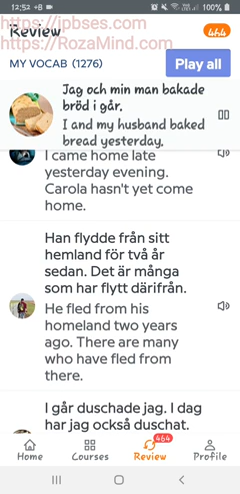 12:52 +B
100%
https://jpbses.com
Review
464
https://RozaMind.com
MY VOCAB (1276)
Play all
Jag och min man bakade
bröd i går.
I and my husband baked
bread yesterday.
I came home late
yesterday evening.
Carola hasn't yet come
home.
Han flydde från sitt
hemland för två år
sedan. Det är många
som har flytt därifrån.
He fled from his
homeland two years
ago. There are many
who have fled from
there.
I går duschade jag. I dag
har jag också duschat.
464
Home
Courses
Review
Profile